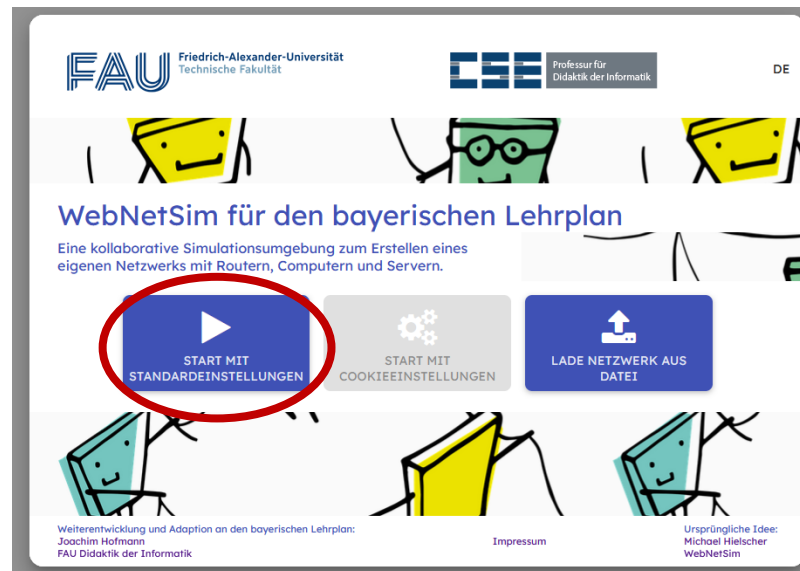 FAU Friedrich-Alexander-Universität
Technische Fakultät
CSE Professur für
Didaktik der Informatik
DE
WebNetSim für den bayerischen Lehrplan
Eine kollaborative Simulationsumgebung zum Erstellen eines
eigenen Netzwerks mit Routern, Computern und Servern.
START MIT
STANDARDEINSTELLUNGEN
START MIT
COOKIEEINSTELLUNGEN
LADE NETZWERK AUS
DATEI
Weiterentwicklung und Adaption an den bayerischen Lehrplan:
Joachim Hofmann
FAU Didaktik der Informatik
Impressum
Ursprüngliche Idee:
Michael Hielscher
WebNetSim